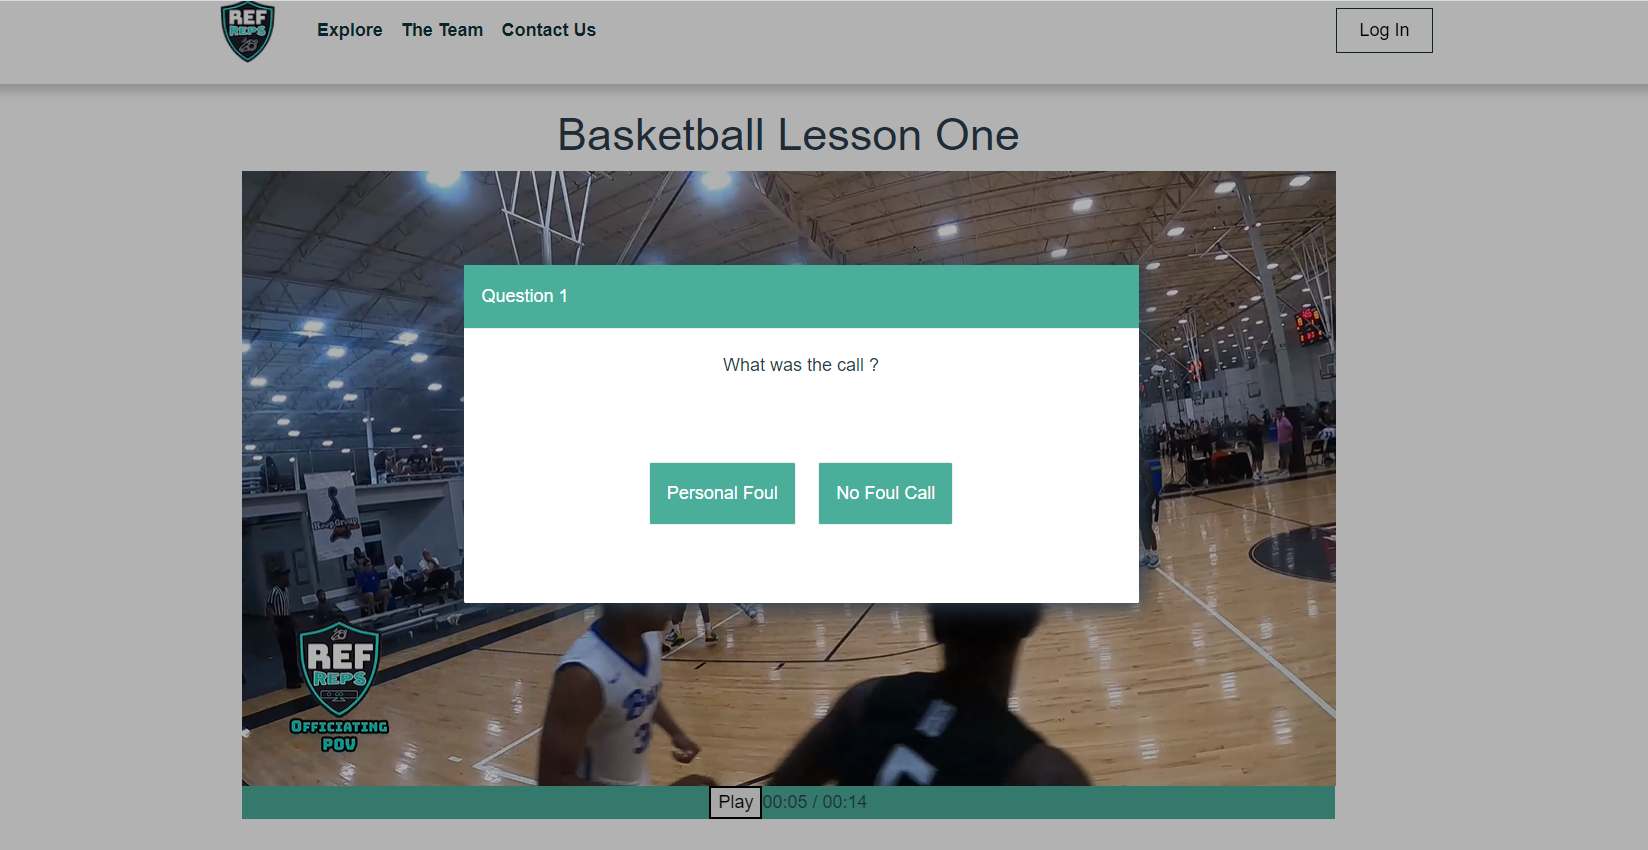 REF
REPS
Explore
The Team
Contact Us
Log In
Basketball Lesson One
Question 1
What was the call ?
Personal Foul
No Foul Call
REF
REPS
OFFICIATING
POV
3
Play
00:05 / 00:14